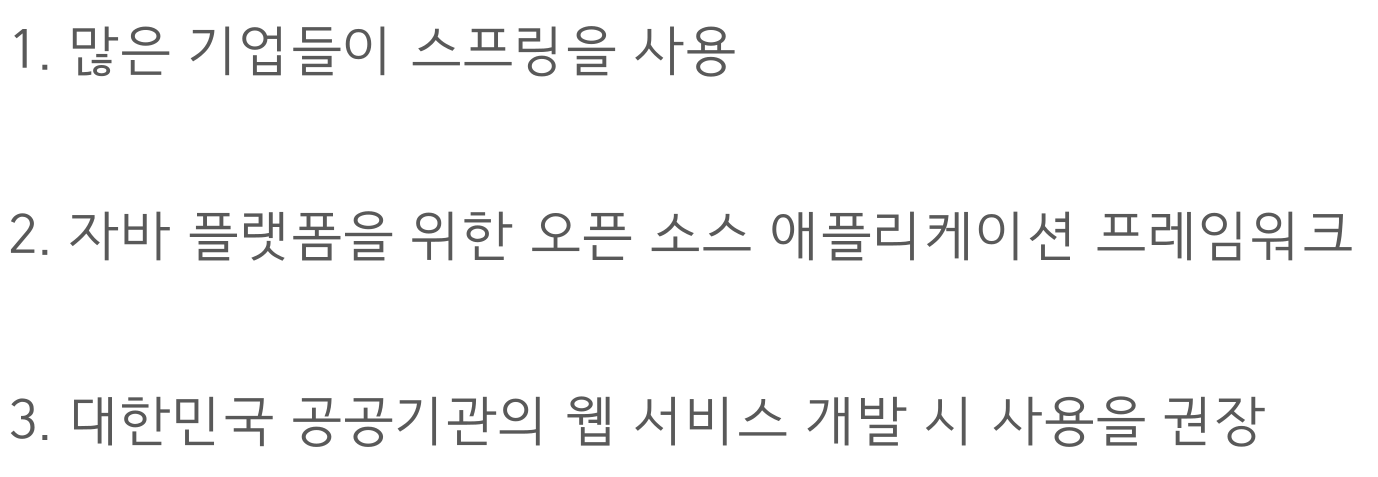 1. 많은 기업들이 스프링을 사용
2. 자바 플랫폼을 위한 오픈 소스 애플리케이션 프레임워크
3. 대한민국 공공기관의 웹 서비스 개발 시 사용을 권장